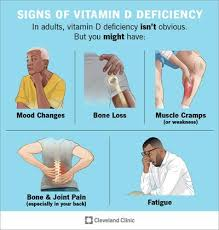 SIGNS OF VITAMIN D DEFICIENCY
In adults, vitamin D deficiency isn't obvious.
But you might have:
Mood Changes
Bone Loss
Muscle Cramps
(or weakness)
Bone & Joint Pain
(especially in your back)
Fatigue
Cleveland Clinic